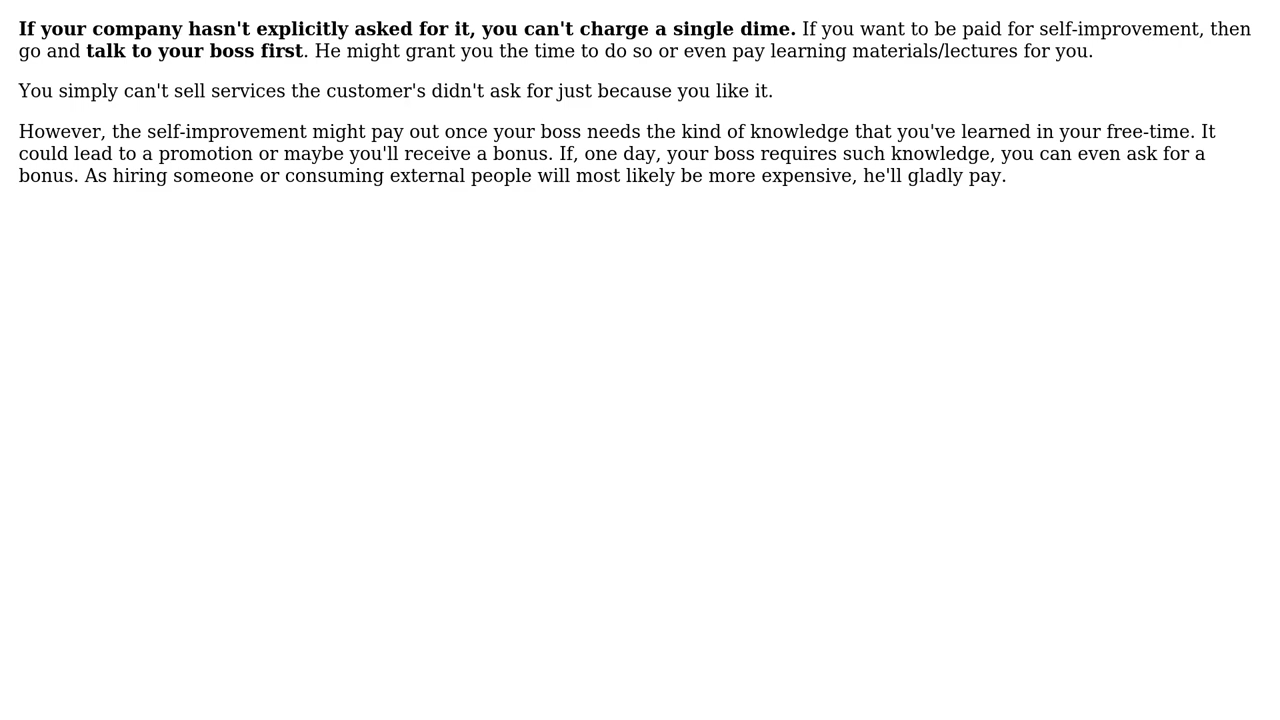 If your company hasn't explicitly asked for it, you can't charge a single dime. If you want to be paid for self-improvement, then
go and talk to your boss first. He might grant you the time to do so or even pay learning materials/lectures for you.
You simply can't sell services the customer's didn't ask for just because you like it.
However, the self-improvement might pay out once your boss needs the kind of knowledge that you've learned in your free-time. It
could lead to a promotion or maybe you'll receive a bonus. If, one day, your boss requires such knowledge, you can even ask for a
bonus. As hiring someone or consuming external people will most likely be more expensive, he'll gladly pay.